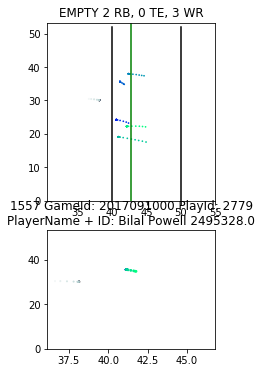 EMPTY 2 RB, 0 TE, 3 WR
50
40
30
20
10
0
35 40 45 50 55
1557 GameId: 2017091000 PlayId: 2779
PlayerName + ID: Bilal Powell 2495328.0
40
20
0
37.5 40.0 42.5 45.0